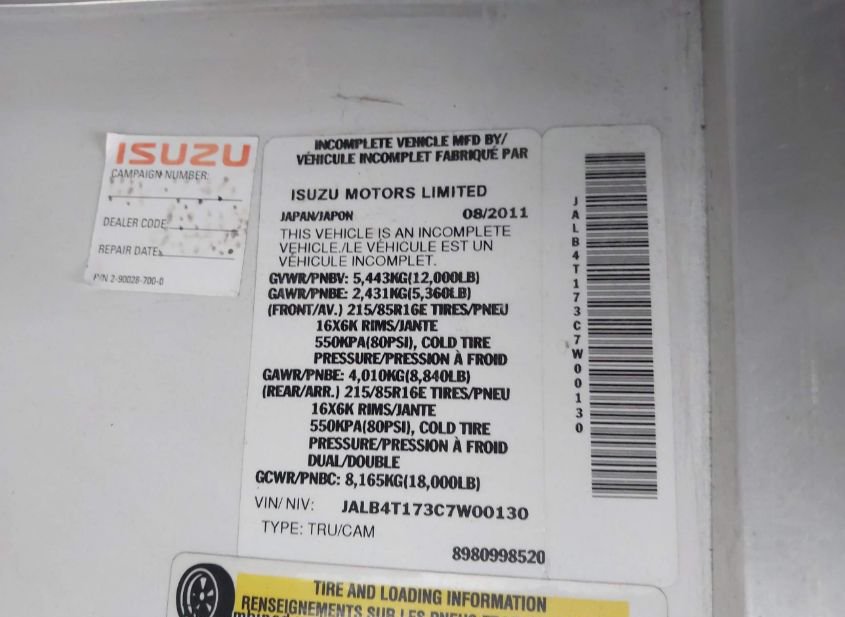 ISUZU
CAMPAIGN NUMBER:
DEALER CODE
REPAIR DATE
P/N 2-90028-700-0
INCOMPLETE VEHICLE MFD BY/
VÉHICULE INCOMPLET FABRIQUÉ PAR
ISUZU MOTORS LIMITED
JAPAN/JAPON 08/2011
THIS VEHICLE IS AN INCOMPLETE
VEHICLE./LE VÉHICULE EST UN
VÉHICULE INCOMPLET.
GVWR/PNBV: 5,443KG(12,000LB)
GAWR/PNBE: 2,431KG(5,360LB)
(FRONT/AV.) 215/85R16E TIRES/PNEU
16X6K RIMS/JANTE
550KPA(80PSI), COLD TIRE
PRESSURE/PRESSION À FROID
GAWR/PNBE: 4,010KG(8,840LB)
(REAR/ARR.) 215/85R16E TIRES/PNEU
16X6K RIMS/JANTE
550KPA(80PSI), COLD TIRE
PRESSURE/PRESSION À FROID
DUAL/DOUBLE
GCWR/PNBC: 8,165KG(18,000LB)
VIN/NIV: JALB4T173C7W00130
TYPE: TRU/CAM
8980998520
JALB4T173C7W00130
TIRE AND LOADING INFORMATION
RENSEIGNEMENTS SUR LES